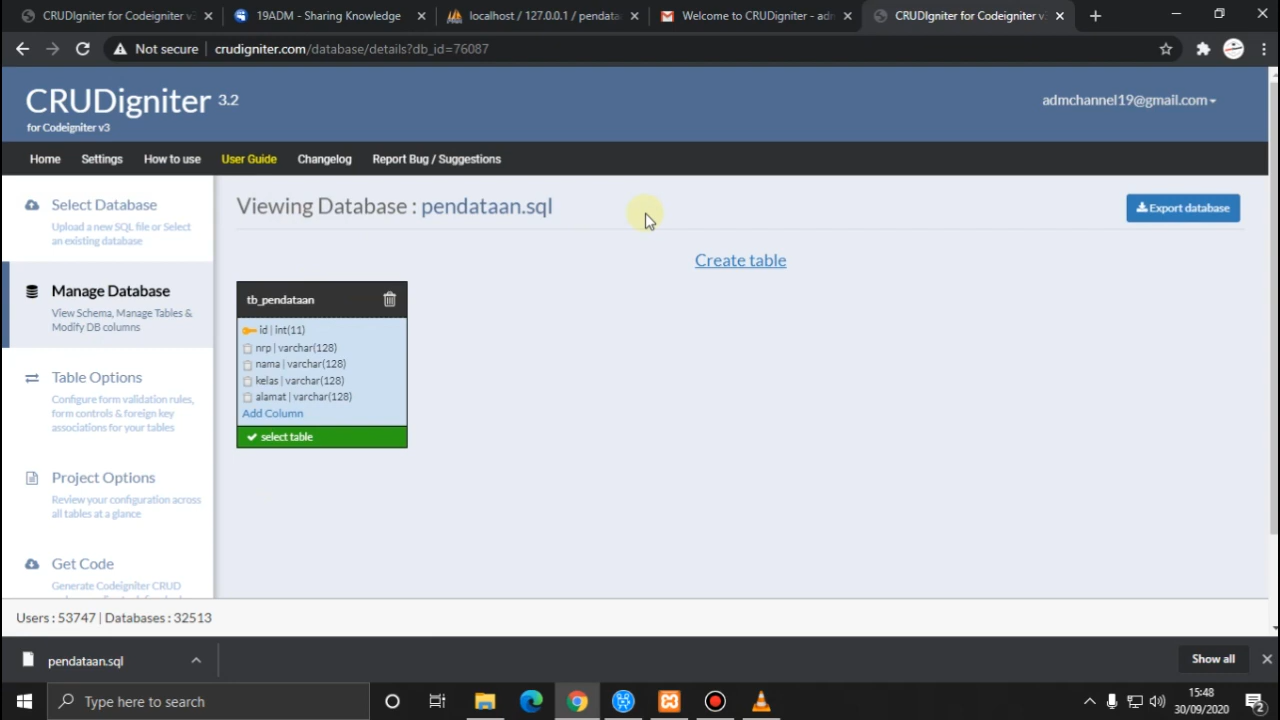 CRUDIgniter for Codeigniter v3
19ADM - Sharing Knowledge
localhost / 127.0.0.1 / pendata
Welcome to CRUDigniter - adm
CRUDIgniter for Codeigniter v
Not secure
crudigniter.com/database/details?db_id=76087
CRUDigniter 3.2
for Codeigniter v3
admchannel19@gmail.com
Home
Settings
How to use
User Guide
Changelog
Report Bug / Suggestions
Select Database
Upload a new SQL file or Select
an existing database
Manage Database
View Schema, Manage Tables &
Modify DB columns
Table Options
Configure form validation rules,
form controls & foreign key
associations for your tables
Project Options
Review your configuration across
all tables at a glance
Get Code
Generate Codeigniter CRUD
Viewing Database : pendataan.sql
Export database
Create table
tb_pendataan
id | int(11)
nrp | varchar(128)
nama | varchar(128)
kelas | varchar(128)
alamat | varchar(128)
Add Column
select table
Users : 53747 | Databases : 32513
pendataan.sql
Show all
Type here to search
15:48
30/09/2020
2